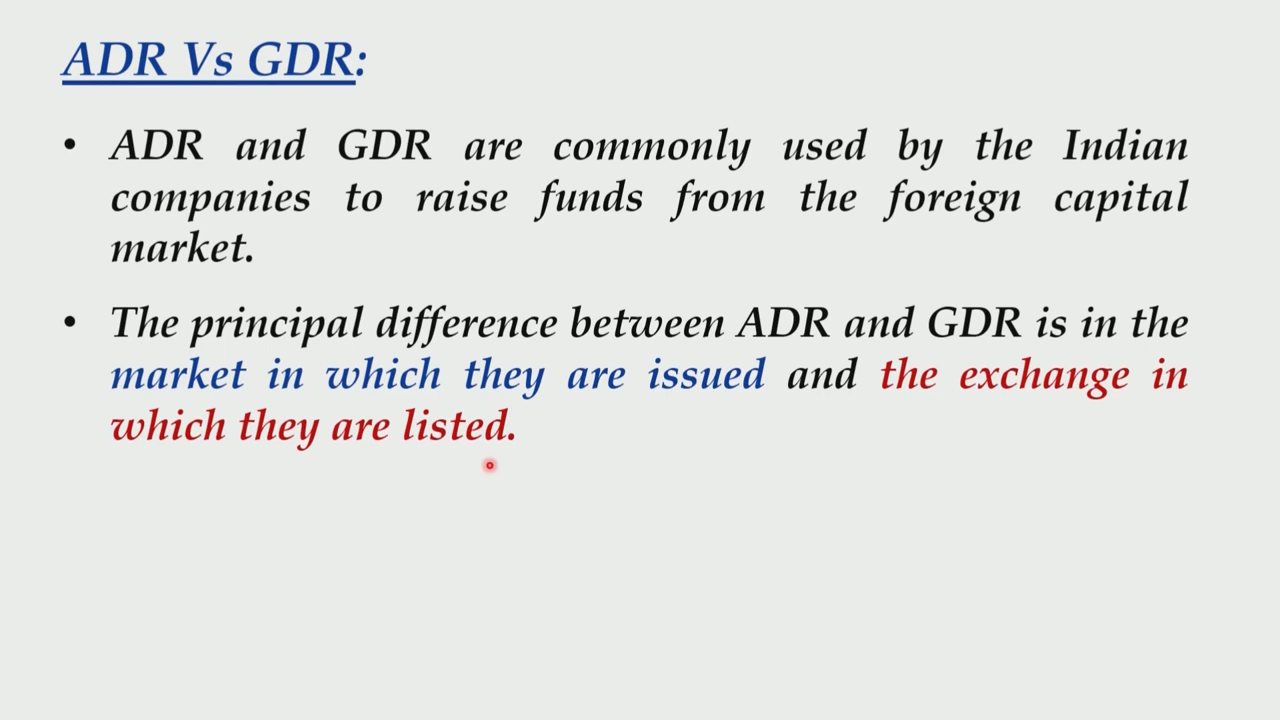 ADR Vs GDR:
• ADR and GDR are commonly used by the Indian
companies to raise funds from the foreign capital
market.
• The principal difference between ADR and GDR is in the
market in which they are issued and the exchange in
which they are listed.